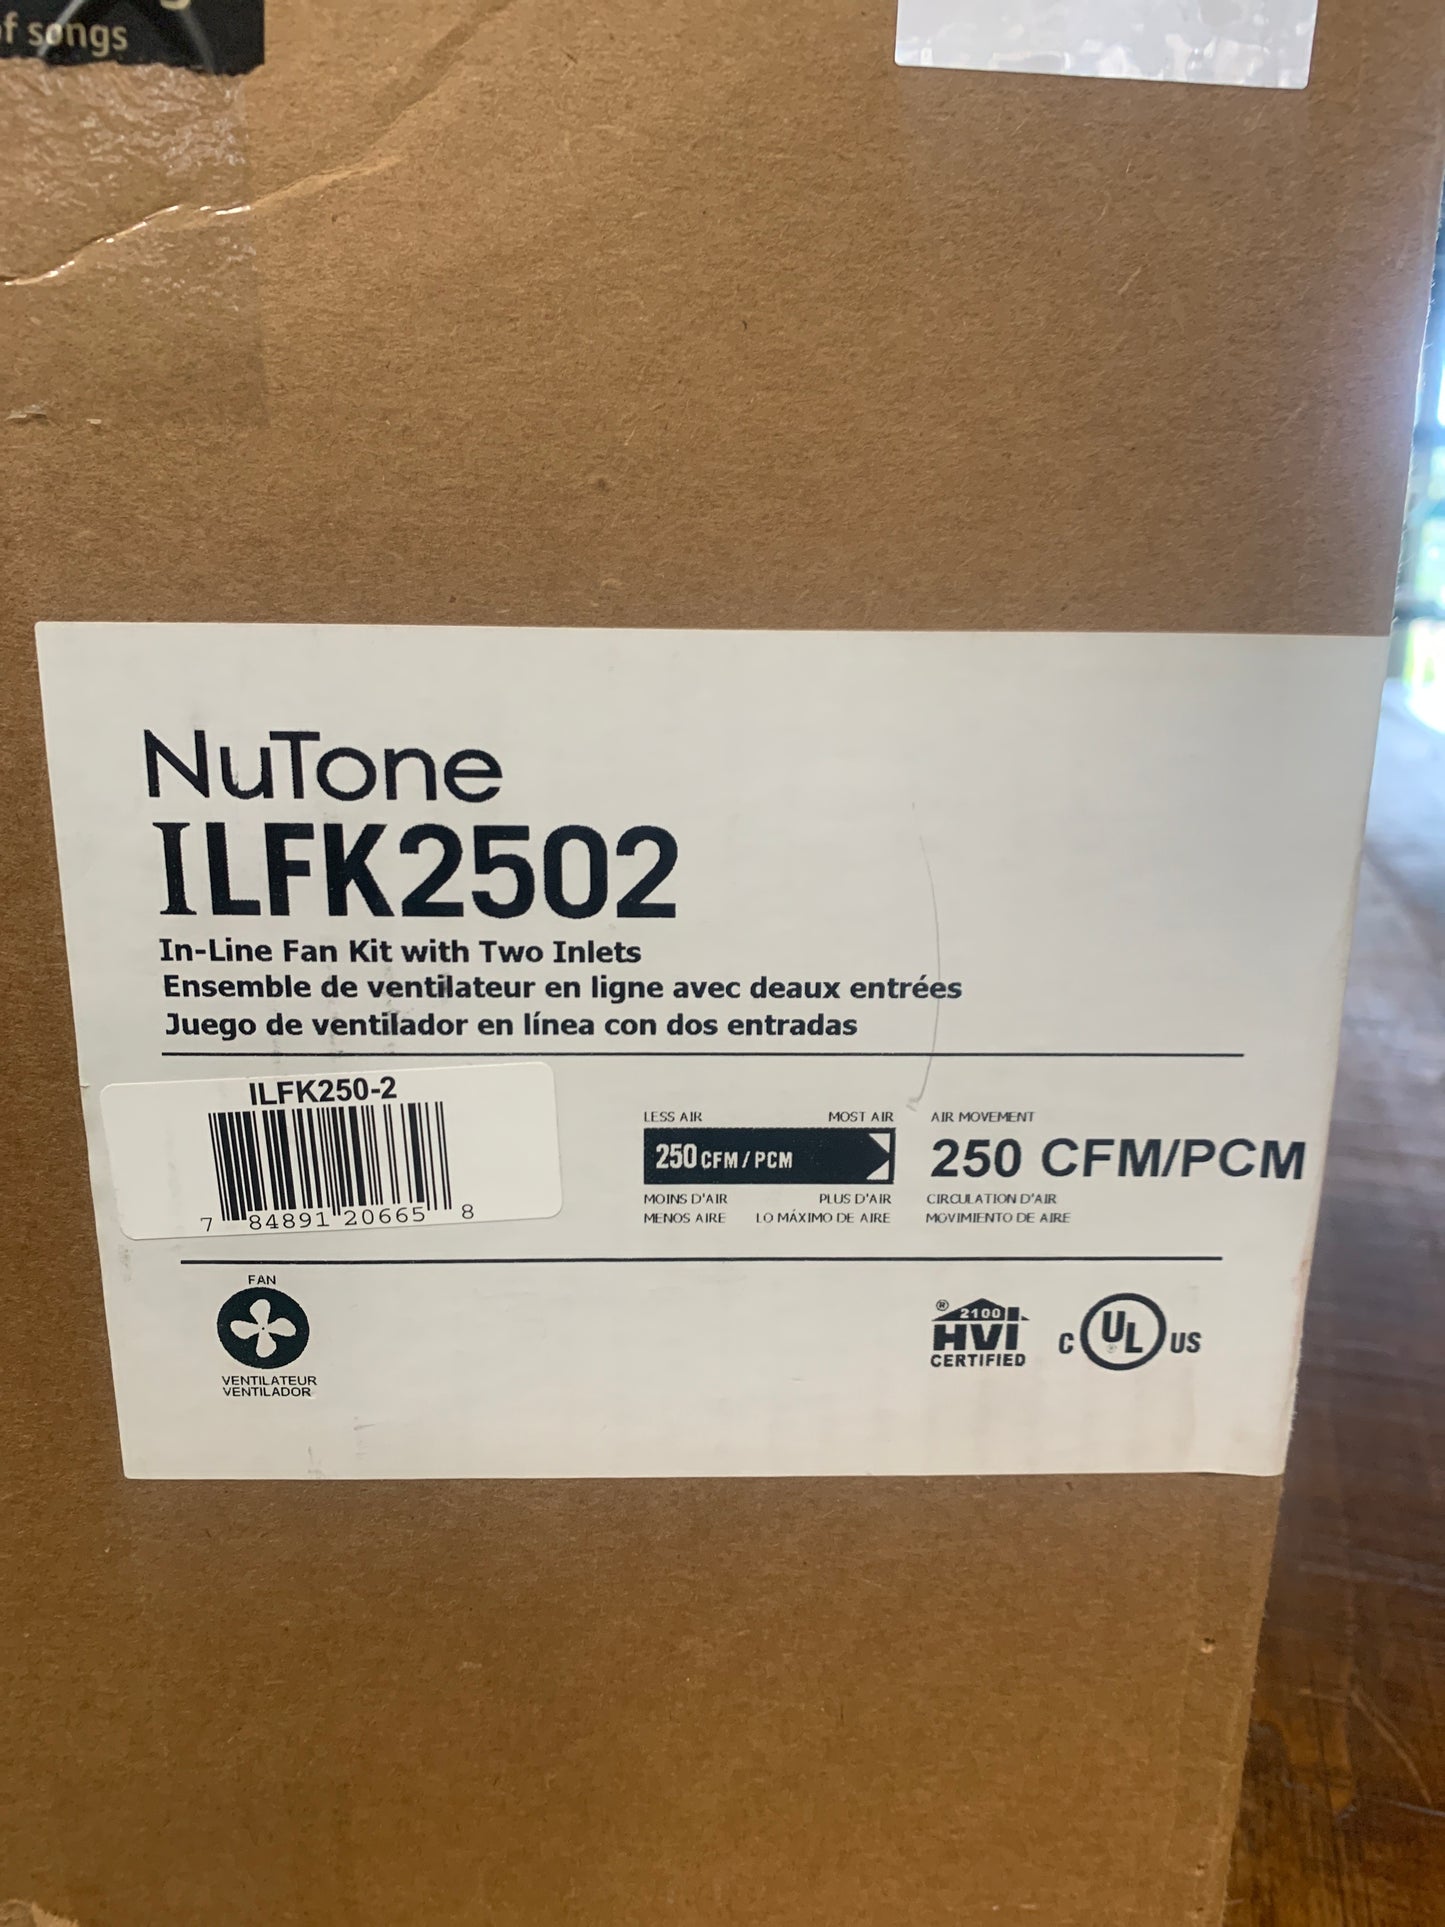 of songs
NuTone
ILFK2502
In-Line Fan Kit with Two Inlets
Ensemble de ventilateur en ligne avec deaux entrées
Juego de ventilador en línea con dos entradas
ILFK250-2
7 84891 20665 8
LESS AIR MOST AIR
250 CFM / PCM
MOINS D'AIR PLUS D'AIR
MENOS AIRE LO MÁXIMO DE AIRE
AIR MOVEMENT
250 CFM/PCM
CIRCULATION D'AIR
MOVIMIENTO DE AIRE
FAN
VENTILATEUR
VENTILADOR
® 2100
HVI
CERTIFIED
C UL® US